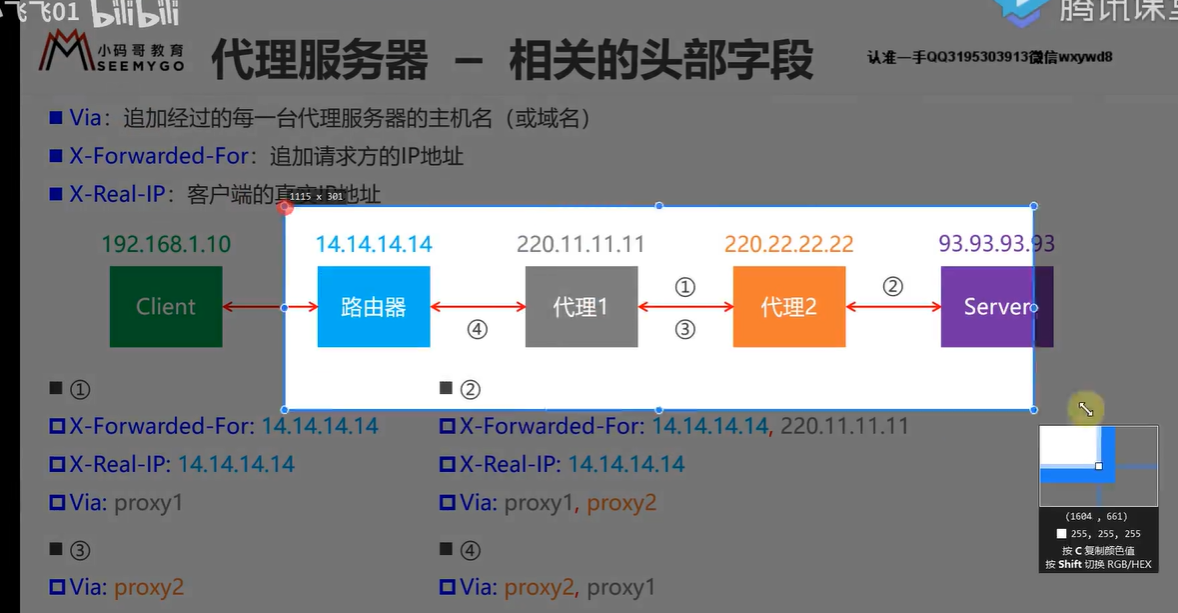 飞飞01 bilibili
腾讯课堂
小码哥教育
SEEMYGO
代理服务器 - 相关的头部字段
认准一手QQ3195303913微信wxywd8
Via：追加经过的每一台代理服务器的主机名（或域名）
X-Forwarded-For：追加请求方的IP地址
X-Real-IP：客户端的真实IP地址
1115 x 301
192.168.1.10
14.14.14.14
220.11.11.11
220.22.22.22
93.93.93.93
Client
路由器
代理1
代理2
Server
①
②
④
③
①
X-Forwarded-For: 14.14.14.14
X-Real-IP: 14.14.14.14
Via: proxy1
②
X-Forwarded-For: 14.14.14.14, 220.11.11.11
X-Real-IP: 14.14.14.14
Via: proxy1, proxy2
③
Via: proxy2
④
Via: proxy2, proxy1
(1604 , 661)
255, 255, 255
按 C 复制颜色值
按 Shift 切换 RGB/HEX